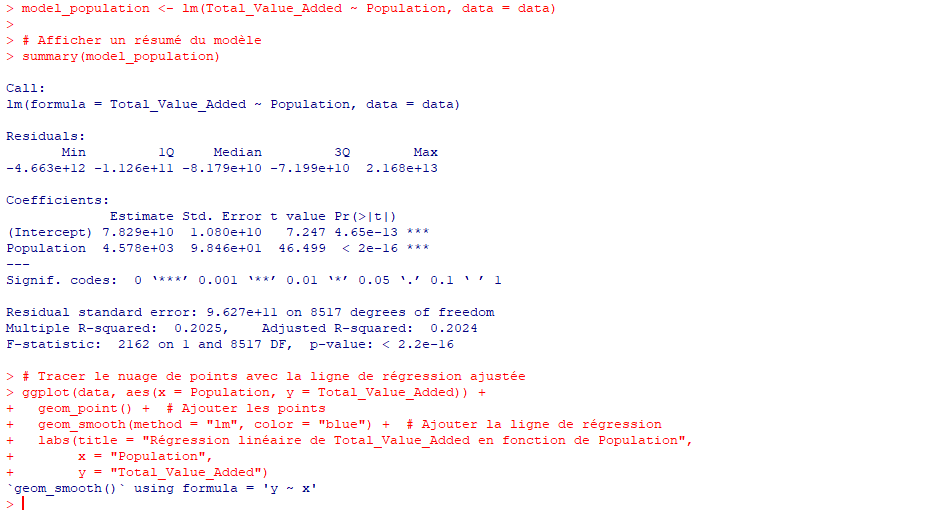 > model_population <- lm(Total_Value_Added ~ Population, data = data)
>
> # Afficher un résumé du modèle
> summary(model_population)

Call:
lm(formula = Total_Value_Added ~ Population, data = data)

Residuals:
       Min         1Q     Median         3Q        Max
-4.663e+12 -1.126e+11 -8.179e+10 -7.199e+10  2.168e+13

Coefficients:
             Estimate Std. Error t value Pr(>|t|)
(Intercept) 7.829e+10  1.080e+10   7.247 4.65e-13 ***
Population  4.578e+03  9.846e+01  46.499  < 2e-16 ***
---
Signif. codes:  0 ‘***’ 0.001 ‘**’ 0.01 ‘*’ 0.05 ‘.’ 0.1 ‘ ’ 1

Residual standard error: 9.627e+11 on 8517 degrees of freedom
Multiple R-squared:  0.2025,    Adjusted R-squared:  0.2024
F-statistic:  2162 on 1 and 8517 DF,  p-value: < 2.2e-16

> # Tracer le nuage de points avec la ligne de régression ajustée
> ggplot(data, aes(x = Population, y = Total_Value_Added)) +
+   geom_point() +  # Ajouter les points
+   geom_smooth(method = "lm", color = "blue") +  # Ajouter la ligne de régression
+   labs(title = "Régression linéaire de Total_Value_Added en fonction de Population",
+        x = "Population",
+        y = "Total_Value_Added")
`geom_smooth()` using formula = 'y ~ x'
>